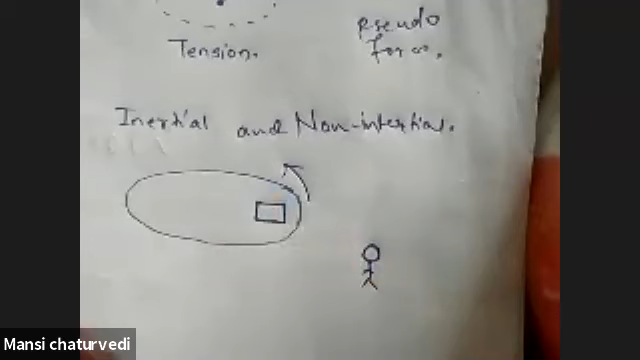 Tension.
Pseudo
force.
Inertial and Non-intertial.
Mansi chaturvedi